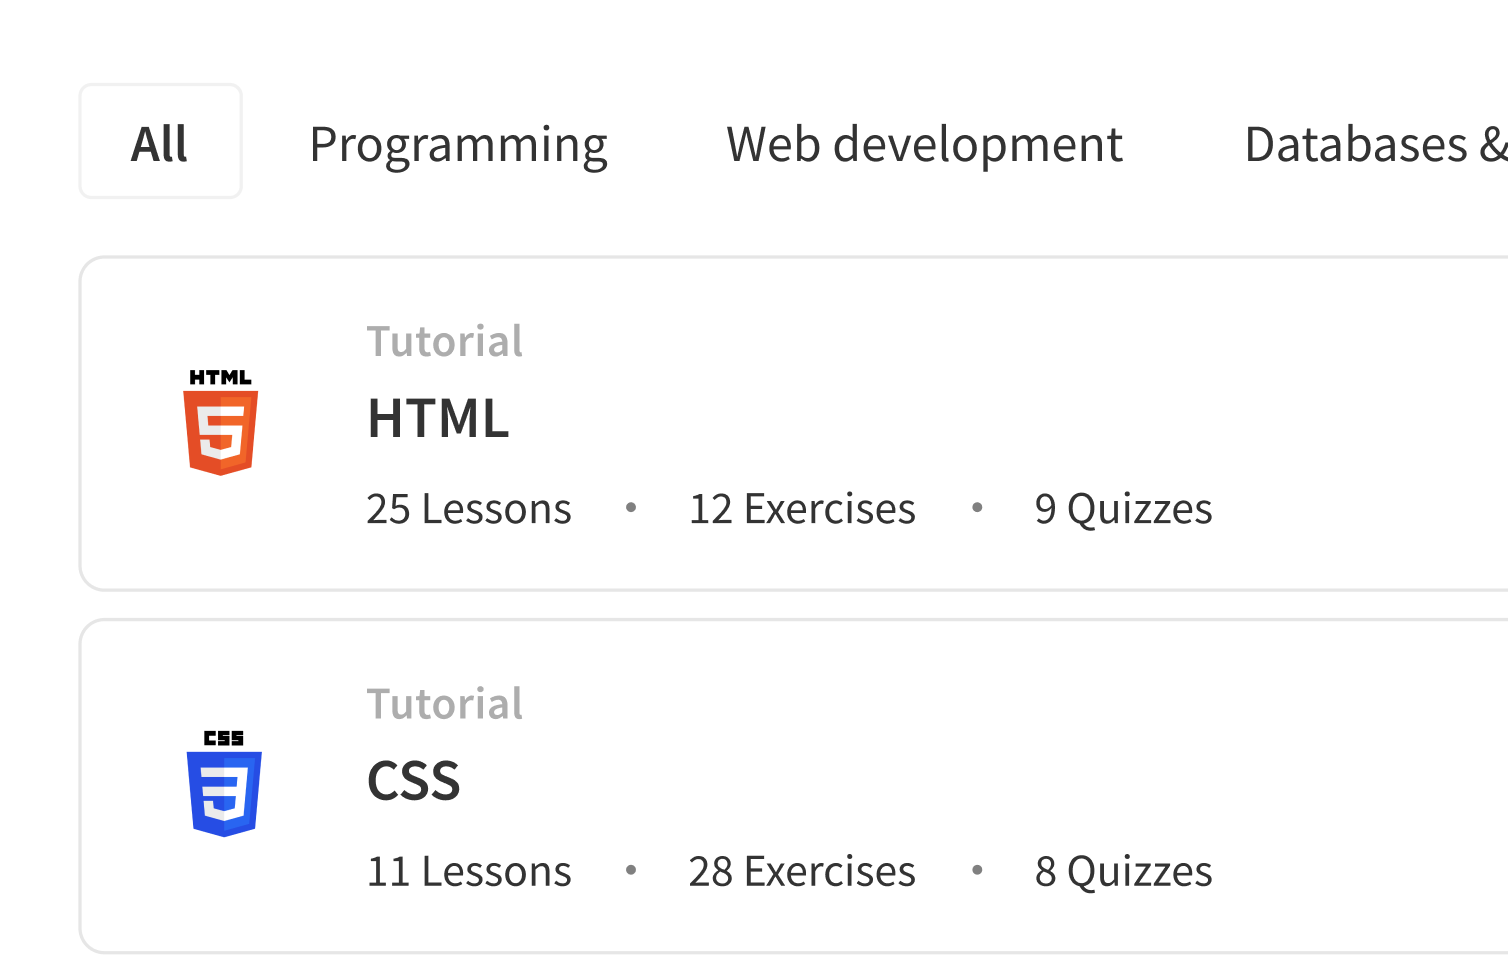 All Programming Web development Databases &
Tutorial
HTML
HTML
25 Lessons • 12 Exercises • 9 Quizzes
Tutorial
CSS
CSS
11 Lessons • 28 Exercises • 8 Quizzes